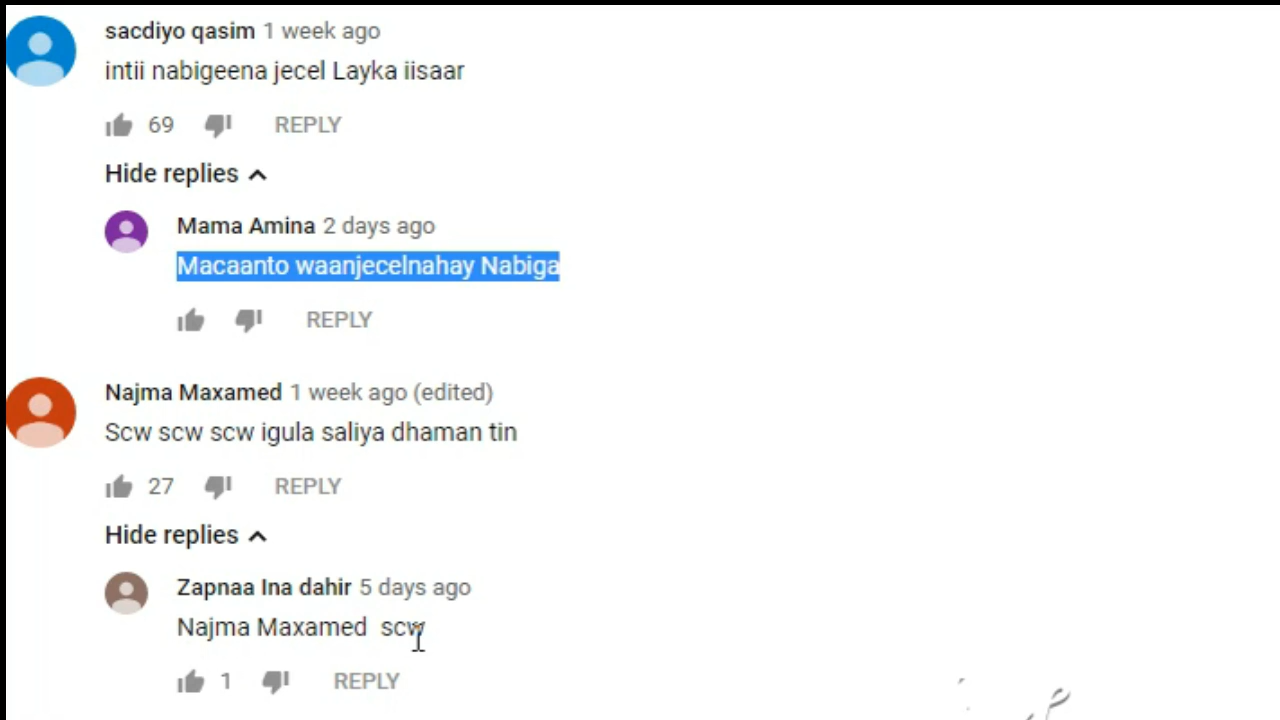 sacdiyo qasim 1 week ago
intii nabigeena jecel Layka iisaar
69 REPLY
Hide replies
Mama Amina 2 days ago
Macaanto waanjecelnahay Nabiga
REPLY
Najma Maxamed 1 week ago (edited)
Scw scw scw igula saliya dhaman tin
27 REPLY
Hide replies
Zapnaa Ina dahir 5 days ago
Najma Maxamed scw
1 REPLY